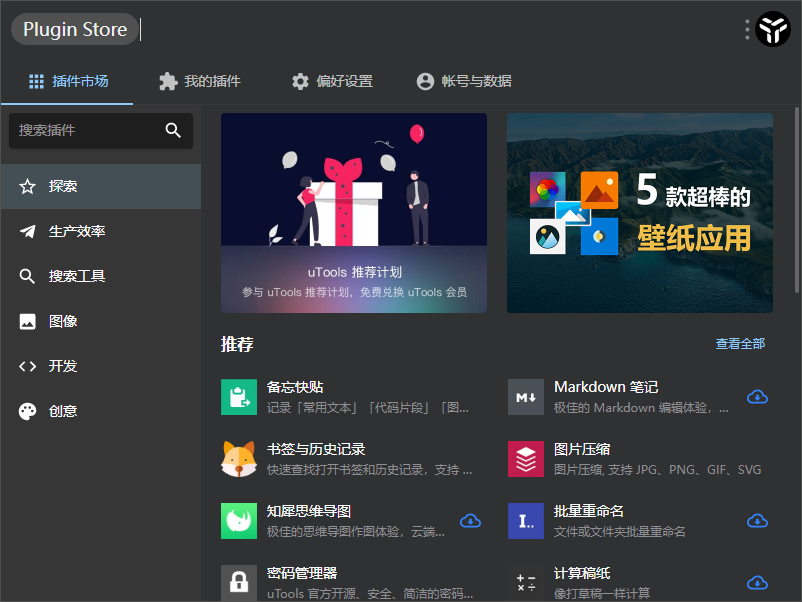 Plugin Store
插件市场
我的插件
偏好设置
帐号与数据
搜索插件
探索
生产效率
搜索工具
图像
开发
创意
uTools 推荐计划
参与 uTools 推荐计划，免费兑换 uTools 会员
5 款超棒的
壁纸应用
推荐
查看全部
备忘快贴
记录「常用文本」「代码片段」「图...
M↓
Markdown 笔记
极佳的 Markdown 编辑体验，...
书签与历史记录
快速查找打开书签和历史记录，支持 ...
图片压缩
图片压缩, 支持 JPG、PNG、GIF、SVG
知犀思维导图
极佳的思维导图作图体验，云端...
I..
批量重命名
文件或文件夹批量重命名
密码管理器
uTools 官方开源、安全、简洁的密码...
计算稿纸
像打草稿一样计算